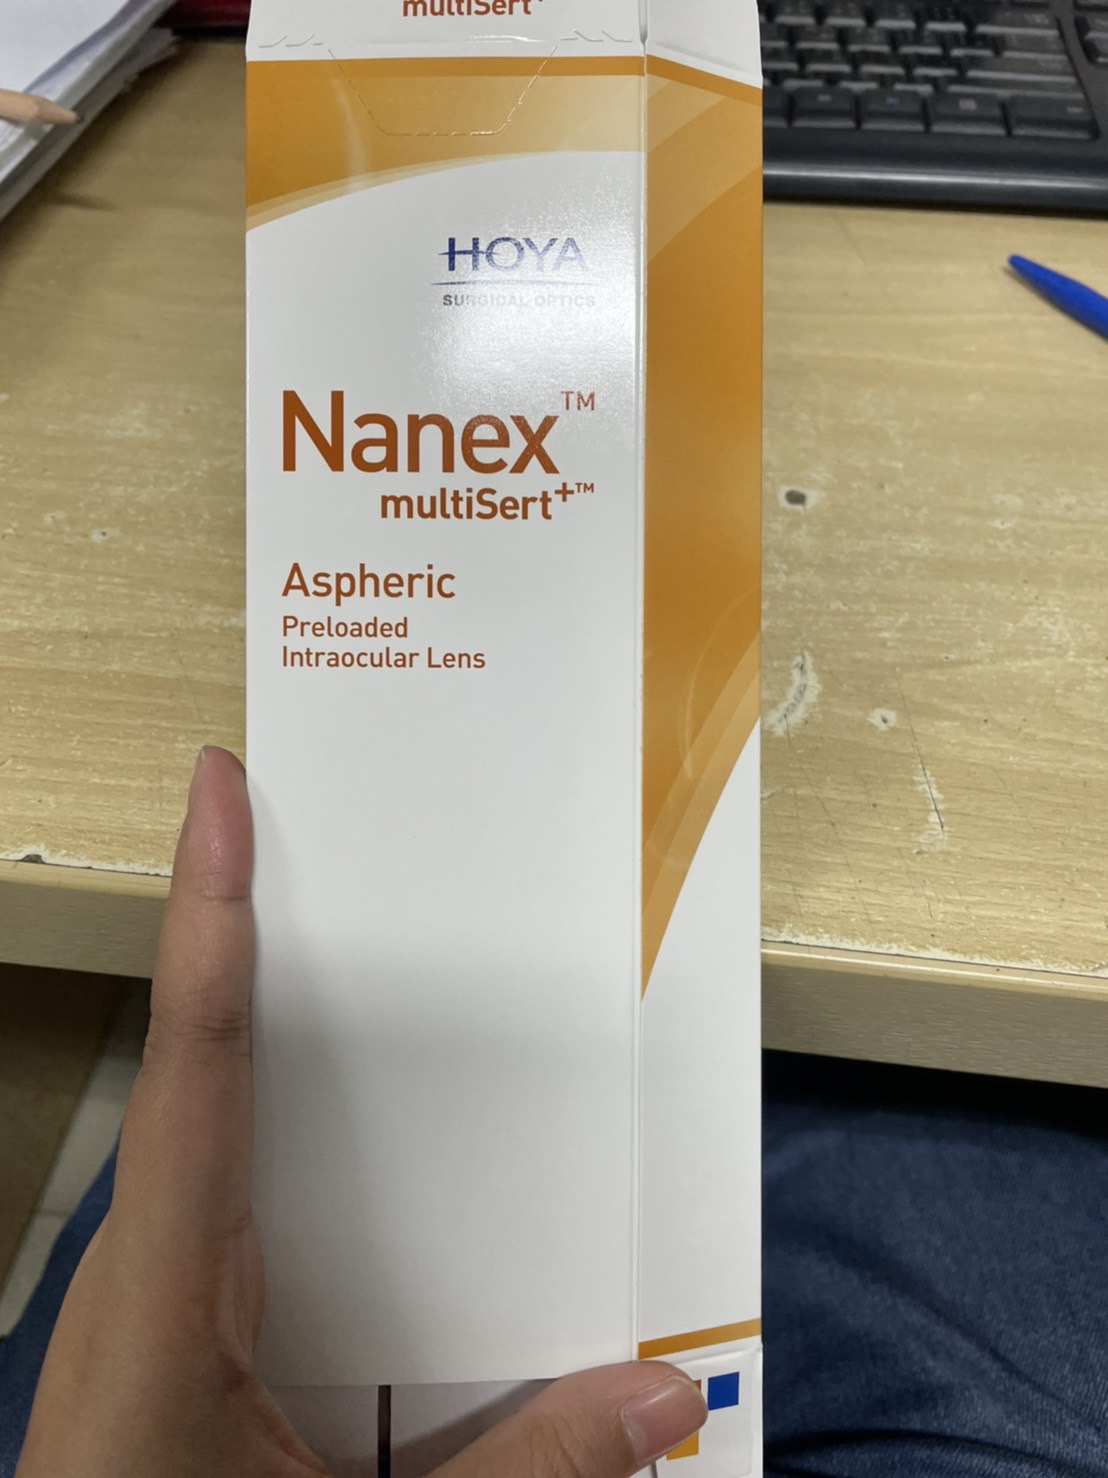 multiSert+
HOYA
SURGICAL OPTICS
Nanex™
multiSert+™
Aspheric
Preloaded
Intraocular Lens